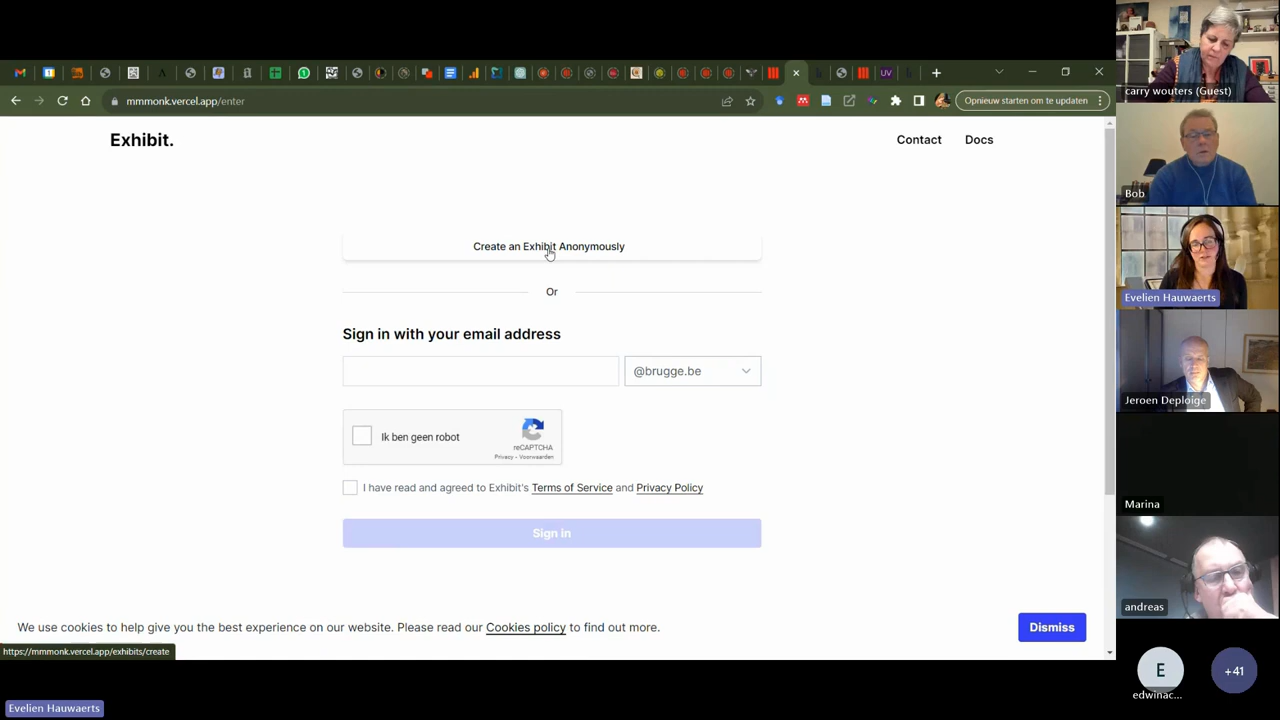 mmmonk.vercel.app/enter
Opnieuw starten om te updaten
UV
Exhibit.
Contact
Docs
Create an Exhibit Anonymously
Or
Sign in with your email address
@brugge.be
Ik ben geen robot
reCAPTCHA
Privacy - Voorwaarden
I have read and agreed to Exhibit's Terms of Service and Privacy Policy
Sign in
We use cookies to help give you the best experience on our website. Please read our Cookies policy to find out more.
Dismiss
https://mmmonk.vercel.app/exhibits/create
Evelien Hauwaerts
carry wouters (Guest)
Bob
Evelien Hauwaerts
Jeroen Deploige
Marina
andreas
E
edwinac...
+41